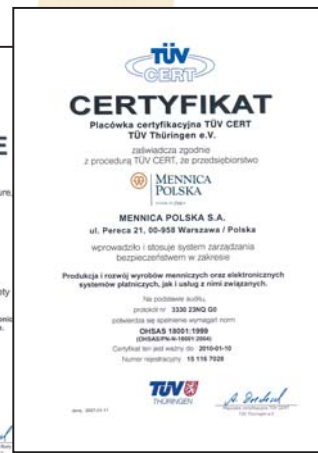 TÜV
CERT
CERTYFIKAT
Placówka certyfikacyjna TÜV CERT
TÜV Thüringen e.V.
zaświadcza zgodnie
z procedurą TÜV CERT, że przedsiębiorstwo
MENNICA
POLSKA
MENNICA POLSKA S.A.
ul. Pereca 21, 00-958 Warszawa / Polska
wprowadziło i stosuje system zarządzania
bezpieczeństwem w zakresie
Produkcja i rozwój wyrobów menniczych oraz elektronicznych
systemów płatniczych, jak i usług z nimi związanych.
Na podstawie auditu,
protokół nr 3330 23NQ G0
potwierdza się spełnienie wymagań norm
OHSAS 18001:1999
(OHSAS/PN-N-18001:2004)
Certyfikat ten jest ważny do 2010-01-10
Numer rejestracyjny 15 116 7026
TÜV
THÜRINGEN